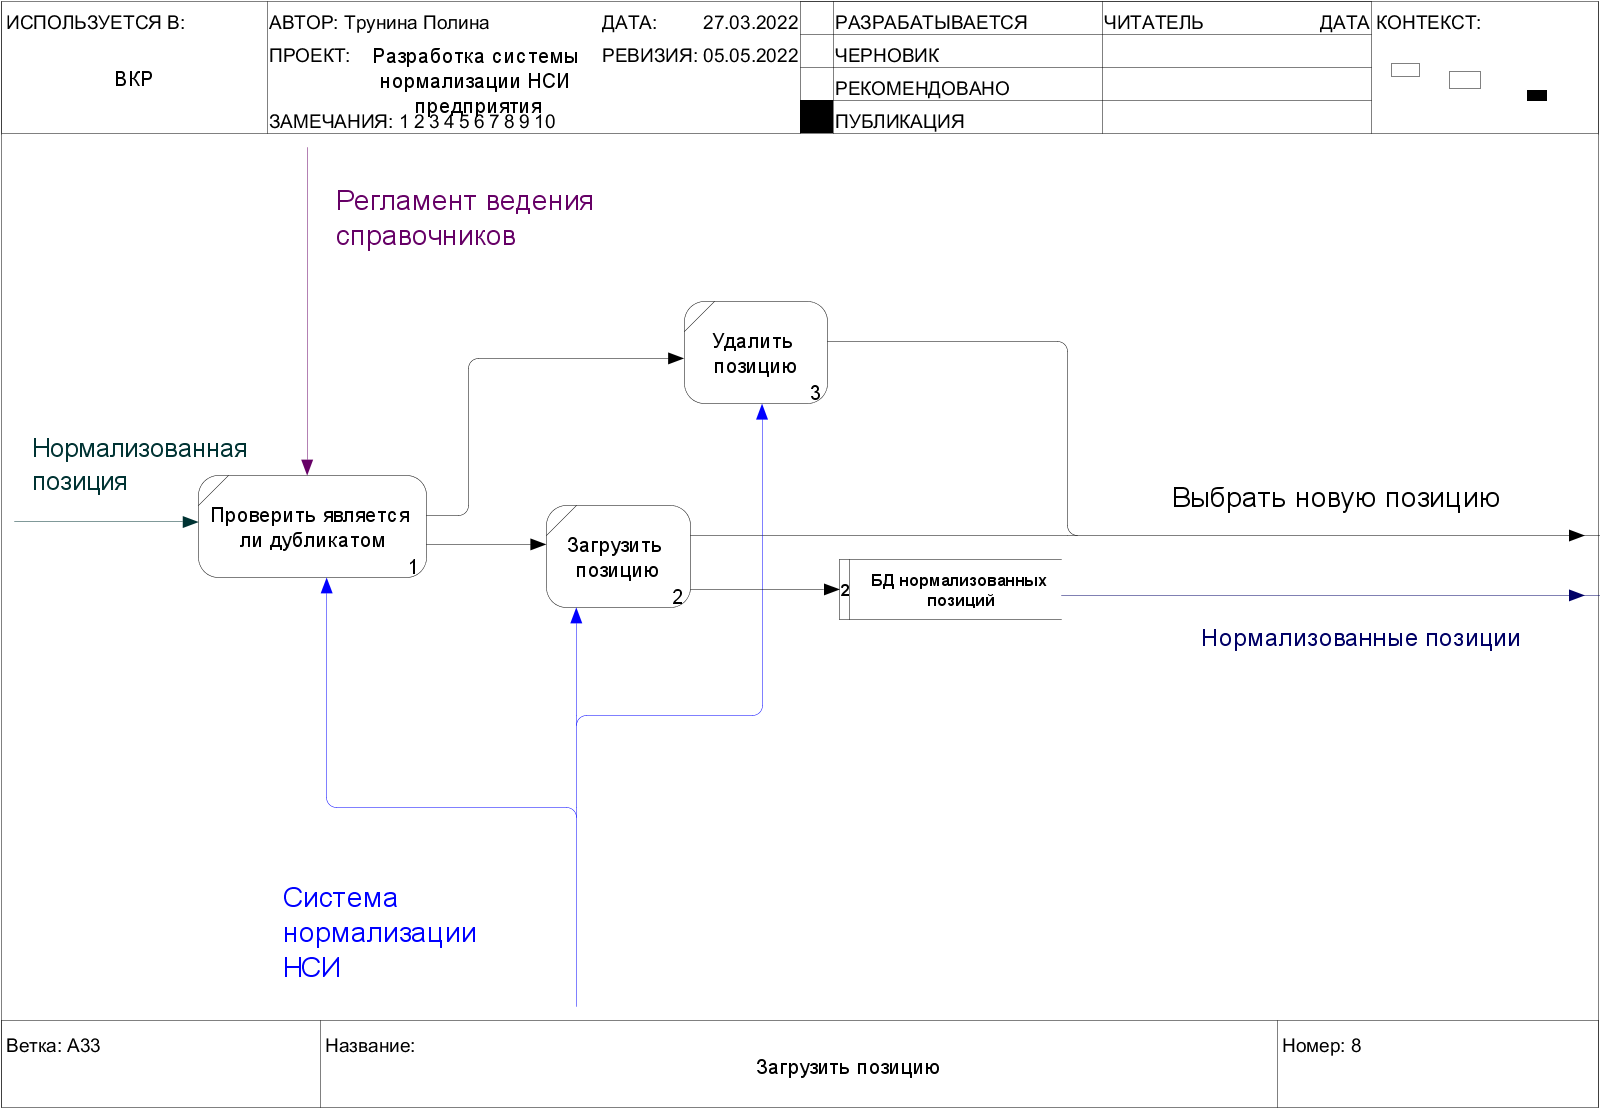 ИСПОЛЬЗУЕТСЯ В:
ВКР
АВТОР: Трунина Полина
ДАТА: 27.03.2022
ПРОЕКТ: Разработка системы
нормализации НСИ
предприятия
РЕВИЗИЯ: 05.05.2022
ЗАМЕЧАНИЯ: 1 2 3 4 5 6 7 8 9 10
РАЗРАБАТЫВАЕТСЯ
ЧЕРНОВИК
РЕКОМЕНДОВАНО
ПУБЛИКАЦИЯ
ЧИТАТЕЛЬ ДАТА
КОНТЕКСТ:
Регламент ведения
справочников
Удалить
позицию
3
Нормализованная
позиция
Проверить является
ли дубликатом
1
Загрузить
позицию
2
Выбрать новую позицию
2
БД нормализованных
позиций
Нормализованные позиции
Система
нормализации
НСИ
Ветка: A33
Название:
Загрузить позицию
Номер: 8